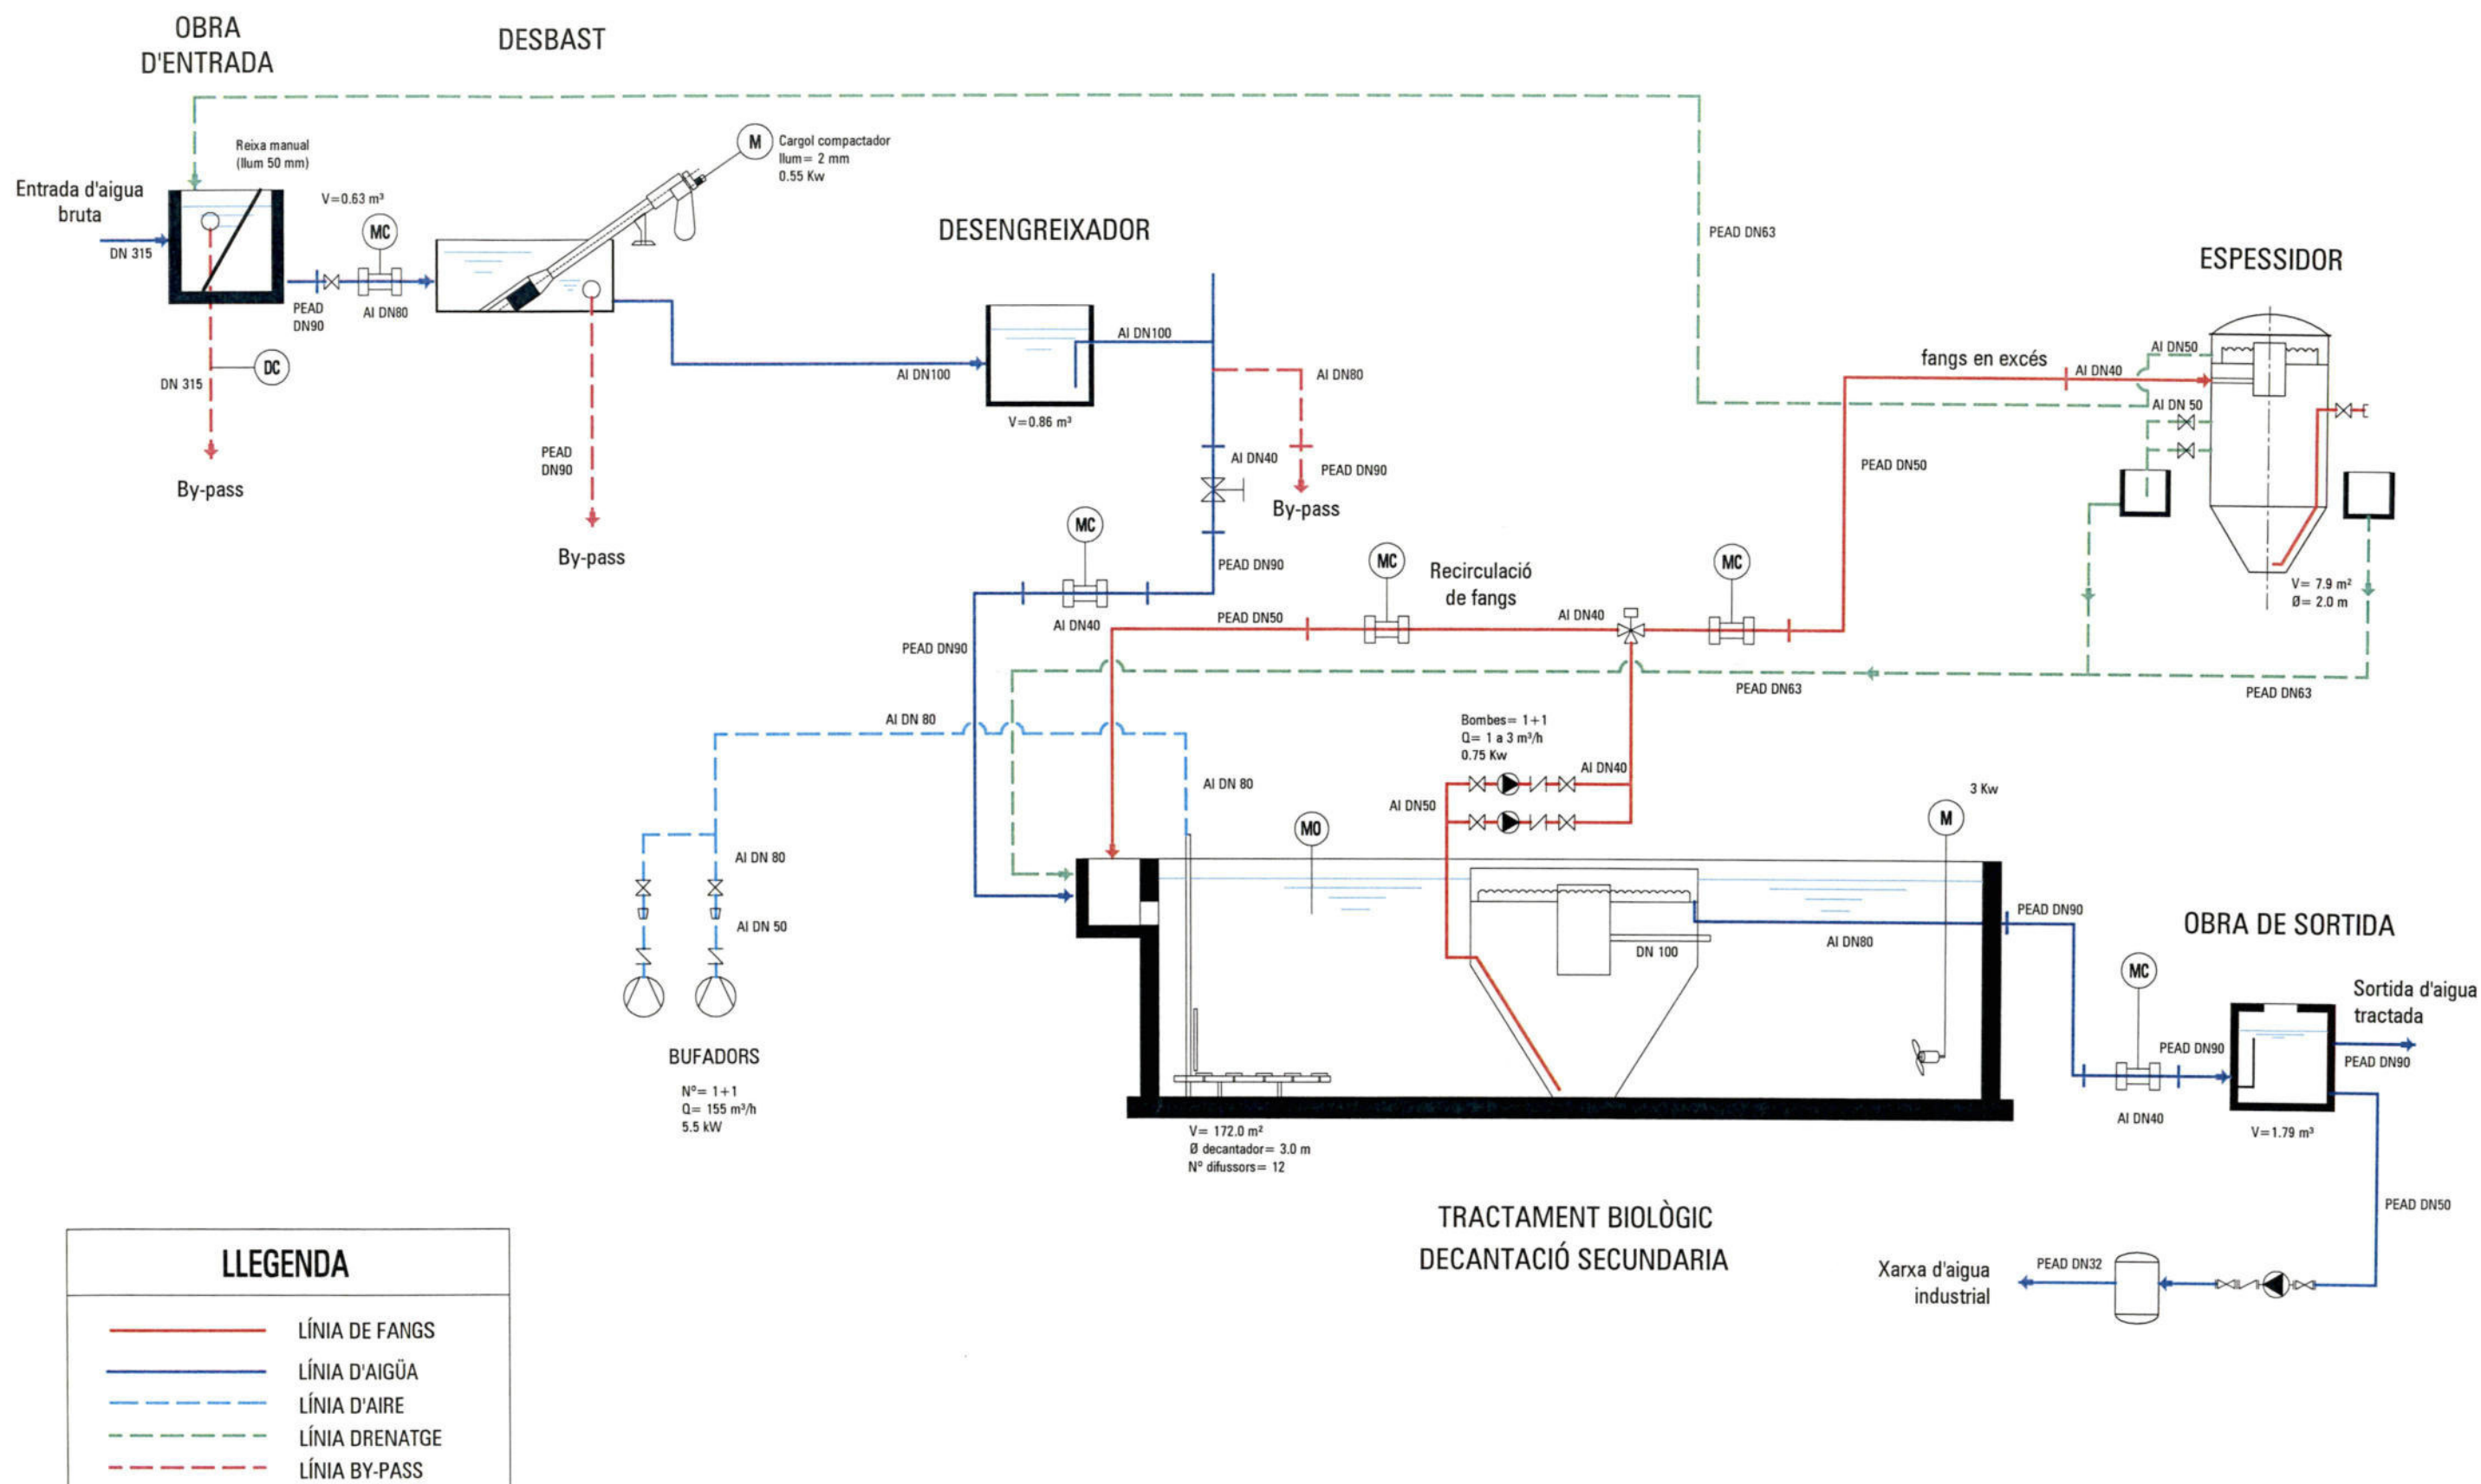 OBRA
D'ENTRADA
DESBAST
Reixa manual
(llum 50 mm)
Entrada d'aigua
bruta
DN 315
V=0.63 m³
MC
PEAD
DN90
AI DN80
M
Cargol compactador
llum= 2 mm
0.55 Kw
DC
DN 315
By-pass
PEAD
DN90
By-pass
DESENGREIXADOR
AI DN100
AI DN100
V=0.86 m³
AI DN80
AI DN40
PEAD DN90
By-pass
PEAD DN90
MC
AI DN40
PEAD DN90
PEAD DN63
ESPESSIDOR
fangs en excés
AI DN40
AI DN50
AI DN 50
PEAD DN50
V= 7.9 m²
Ø= 2.0 m
MC
Recirculació
de fangs
PEAD DN50
AI DN40
MC
PEAD DN63
PEAD DN63
AI DN 80
AI DN 80
AI DN 80
AI DN 50
BUFADORS
Nº= 1+1
Q= 155 m³/h
5.5 kW
Bombes= 1+1
Q= 1 a 3 m³/h
0.75 Kw
AI DN40
AI DN50
MO
3 Kw
M
DN 100
AI DN80
PEAD DN90
V= 172.0 m²
Ø decantador= 3.0 m
Nº difussors= 12
TRACTAMENT BIOLÒGIC
DECANTACIÓ SECUNDARIA
OBRA DE SORTIDA
MC
PEAD DN90
AI DN40
Sortida d'aigua
tractada
PEAD DN90
V=1.79 m³
PEAD DN50
PEAD DN32
Xarxa d'aigua
industrial
LLEGENDA
LÍNIA DE FANGS
LÍNIA D'AIGÜA
LÍNIA D'AIRE
LÍNIA DRENATGE
LÍNIA BY-PASS